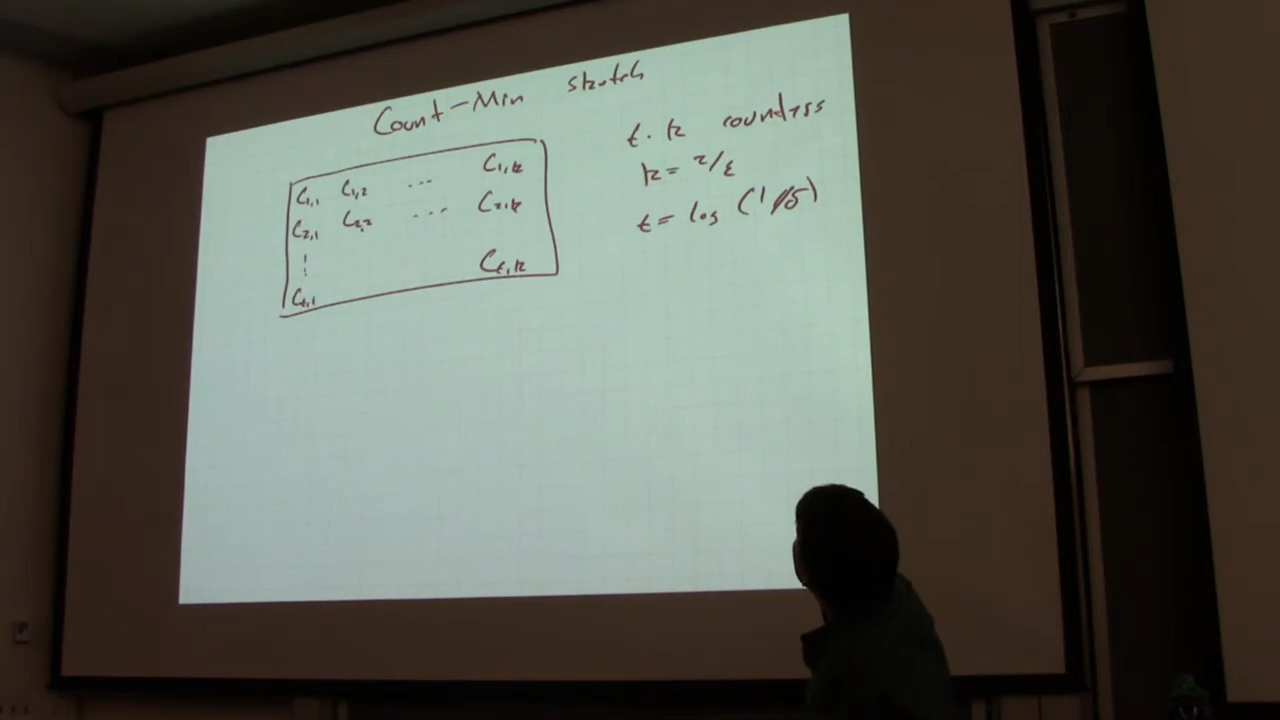 Count-Min sketch
C1,1 C1,2 ... C1,k
C2,1 C2,2 ... C2,k
⋮
Ct,k
Ct,1
t · k counters
k = 2/ε
t = log (1/δ)